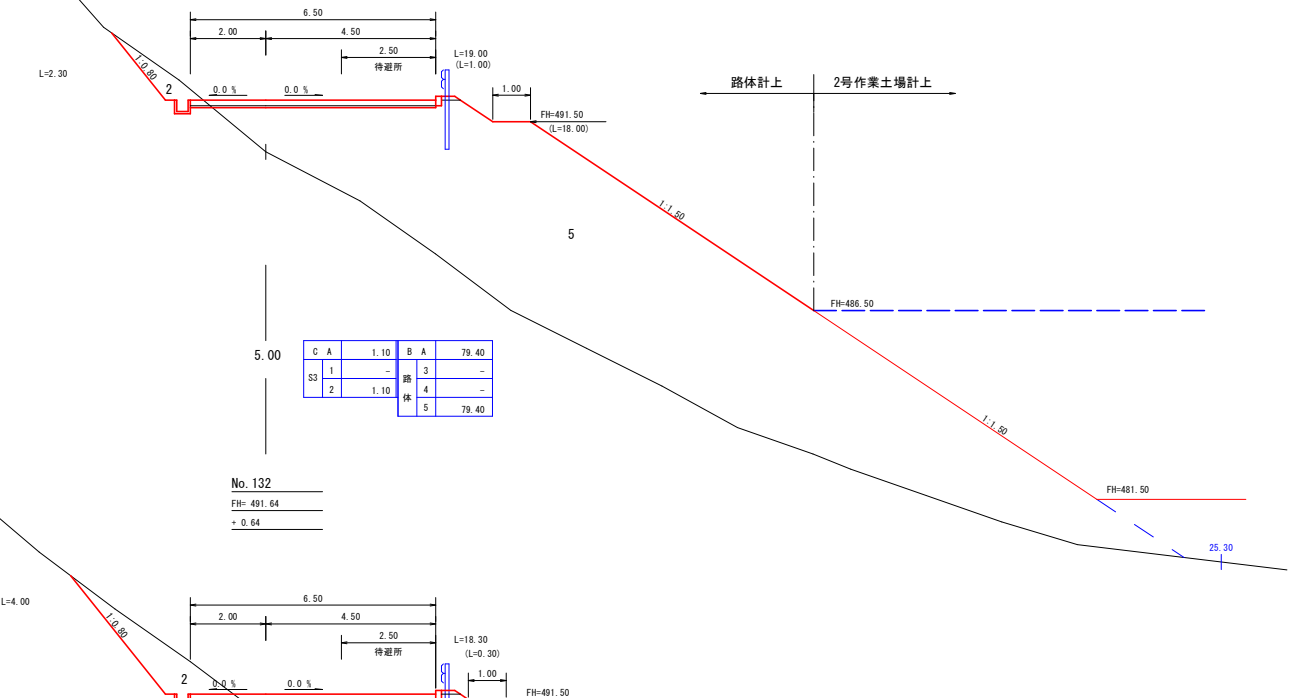 6.50
2.00
4.50
2.50
待避所
L=19.00
(L=1.00)
L=2.30
1:0.80
2
0.0 %
0.0 %
1.00
FH=491.50
(L=18.00)
路体計上
2号作業土場計上
1:1.50
5
FH=486.50
5.00
C A
1.10
B A
79.40
S3
1
-
路体
3
-
2
1.10
4
-
5
79.40
1:1.50
No.132
FH= 491.64
+ 0.64
FH=481.50
25.30
6.50
2.00
4.50
2.50
待避所
L=18.30
(L=0.30)
L=4.00
1:0.80
2
0.0 %
0.0 %
1.00
FH=491.50